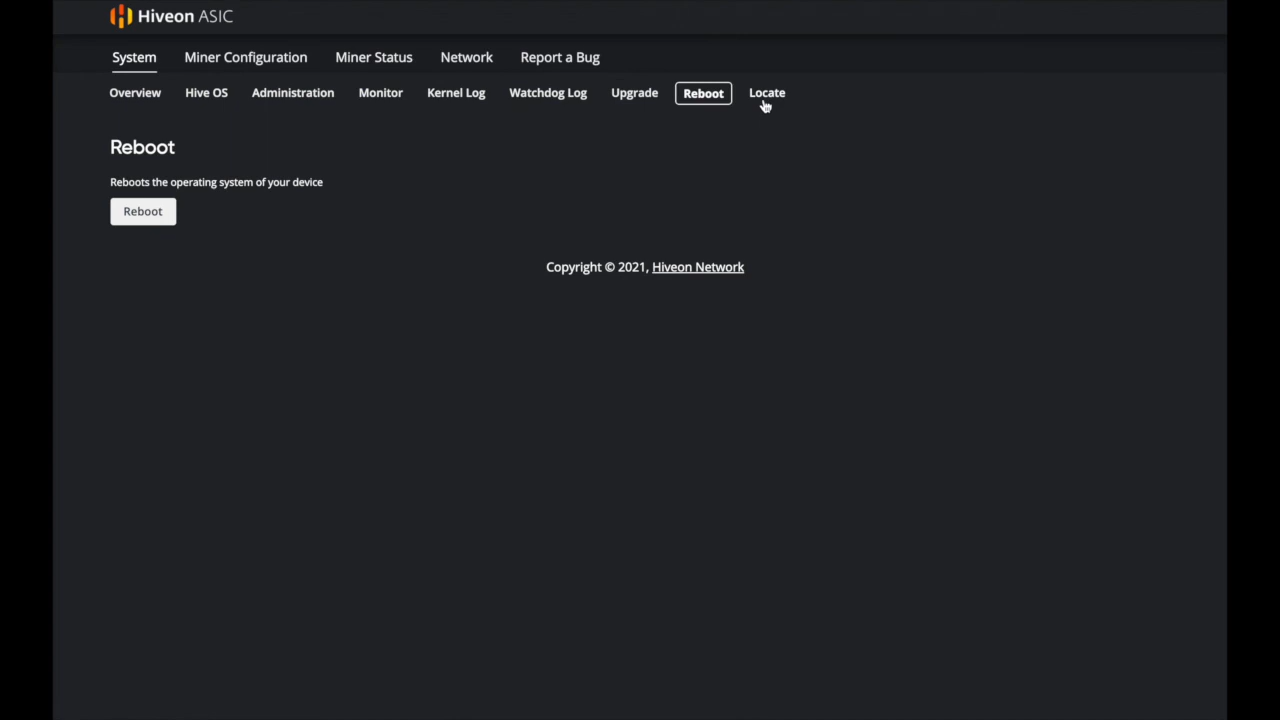 Hiveon ASIC
System Miner Configuration Miner Status Network Report a Bug
Overview Hive OS Administration Monitor Kernel Log Watchdog Log Upgrade Reboot Locate
Reboot
Reboots the operating system of your device
Reboot
Copyright © 2021, Hiveon Network